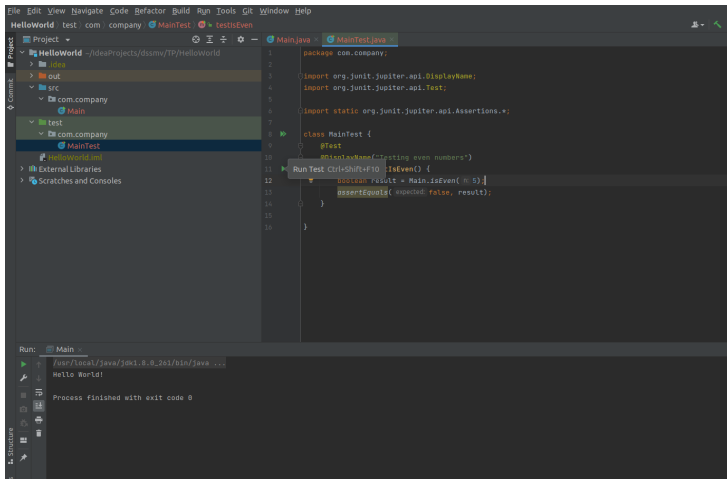 File Edit View Navigate Code Refactor Build Run Tools Git Window Help
HelloWorld test com company MainTest testIsEven
Project
Main.java MainTest.java
Project
Commit
Structure
HelloWorld ~/IdeaProjects/dssmv/TP/HelloWorld
.idea
out
src
com.company
Main
test
com.company
MainTest
HelloWorld.iml
External Libraries
Scratches and Consoles
1 package com.company;
2
3 import org.junit.jupiter.api.DisplayName;
4 import org.junit.jupiter.api.Test;
5
6 import static org.junit.jupiter.api.Assertions.*;
7
8 class MainTest {
9 @Test
10 @DisplayName("Testing even numbers")
11 IsEven() {
Run Test Ctrl+Shift+F10
12 boolean result = Main.isEven( n: 5);
13 assertEquals( expected: false, result);
14 }
15
16 }
Run: Main
/usr/local/java/jdk1.8.0_261/bin/java ...
Hello World!
Process finished with exit code 0